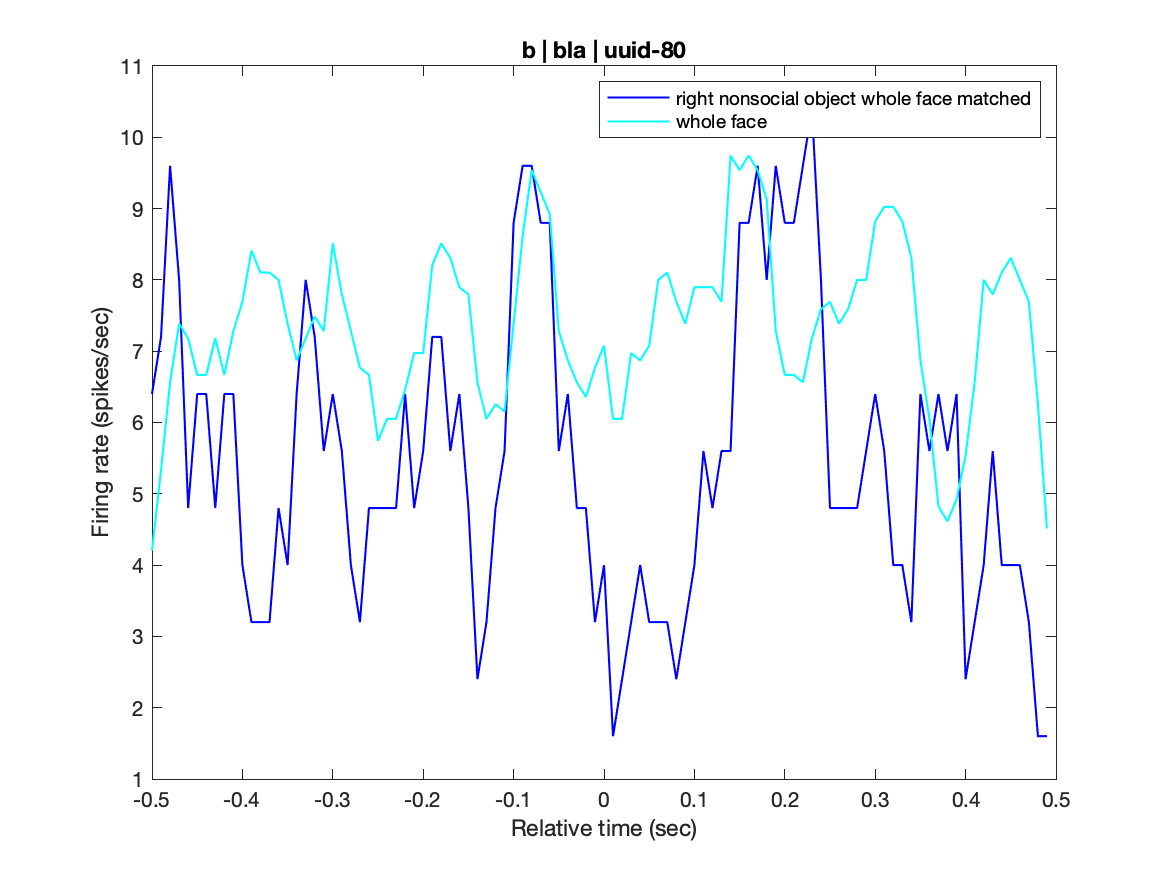 b | bla | uuid-80
right nonsocial object whole face matched
whole face
11
10
9
8
7
6
5
4
3
2
1
Firing rate (spikes/sec)
-0.5 -0.4 -0.3 -0.2 -0.1 0 0.1 0.2 0.3 0.4 0.5
Relative time (sec)